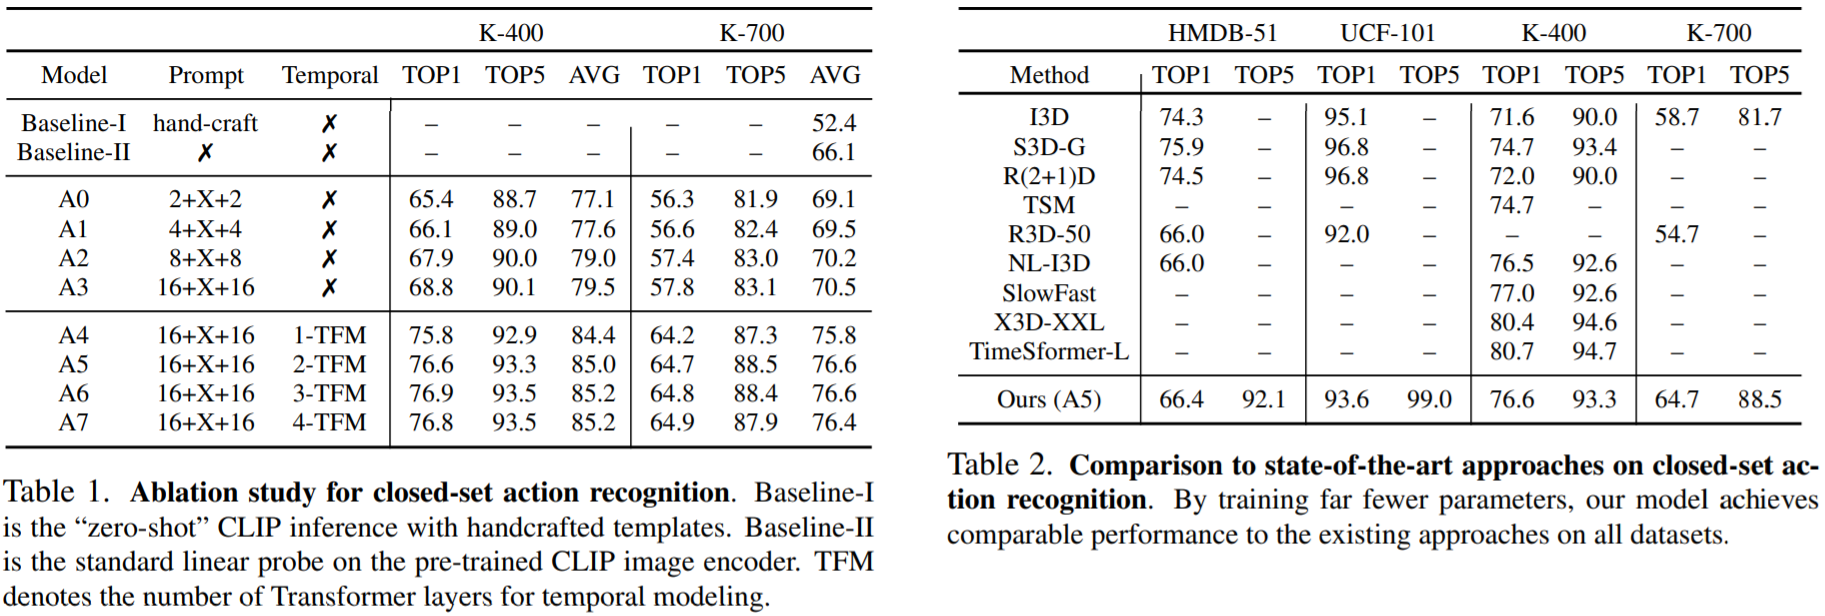 K-400 K-700
Model Prompt Temporal TOP1 TOP5 AVG TOP1 TOP5 AVG
Baseline-I hand-craft ✗ – – – – – 52.4
Baseline-II ✗ ✗ – – – – – 66.1
A0 2+X+2 ✗ 65.4 88.7 77.1 56.3 81.9 69.1
A1 4+X+4 ✗ 66.1 89.0 77.6 56.6 82.4 69.5
A2 8+X+8 ✗ 67.9 90.0 79.0 57.4 83.0 70.2
A3 16+X+16 ✗ 68.8 90.1 79.5 57.8 83.1 70.5
A4 16+X+16 1-TFM 75.8 92.9 84.4 64.2 87.3 75.8
A5 16+X+16 2-TFM 76.6 93.3 85.0 64.7 88.5 76.6
A6 16+X+16 3-TFM 76.9 93.5 85.2 64.8 88.4 76.6
A7 16+X+16 4-TFM 76.8 93.5 85.2 64.9 87.9 76.4
Table 1. Ablation study for closed-set action recognition. Baseline-I
is the “zero-shot” CLIP inference with handcrafted templates. Baseline-II
is the standard linear probe on the pre-trained CLIP image encoder. TFM
denotes the number of Transformer layers for temporal modeling.
HMDB-51 UCF-101 K-400 K-700
Method TOP1 TOP5 TOP1 TOP5 TOP1 TOP5 TOP1 TOP5
I3D 74.3 – 95.1 – 71.6 90.0 58.7 81.7
S3D-G 75.9 – 96.8 – 74.7 93.4 – –
R(2+1)D 74.5 – 96.8 – 72.0 90.0 – –
TSM – – – – 74.7 – – –
R3D-50 66.0 – 92.0 – – – 54.7 –
NL-I3D 66.0 – – – 76.5 92.6 – –
SlowFast – – – – 77.0 92.6 – –
X3D-XXL – – – – 80.4 94.6 – –
TimeSformer-L – – – – 80.7 94.7 – –
Ours (A5) 66.4 92.1 93.6 99.0 76.6 93.3 64.7 88.5
Table 2. Comparison to state-of-the-art approaches on closed-set ac-
tion recognition. By training far fewer parameters, our model achieves
comparable performance to the existing approaches on all datasets.